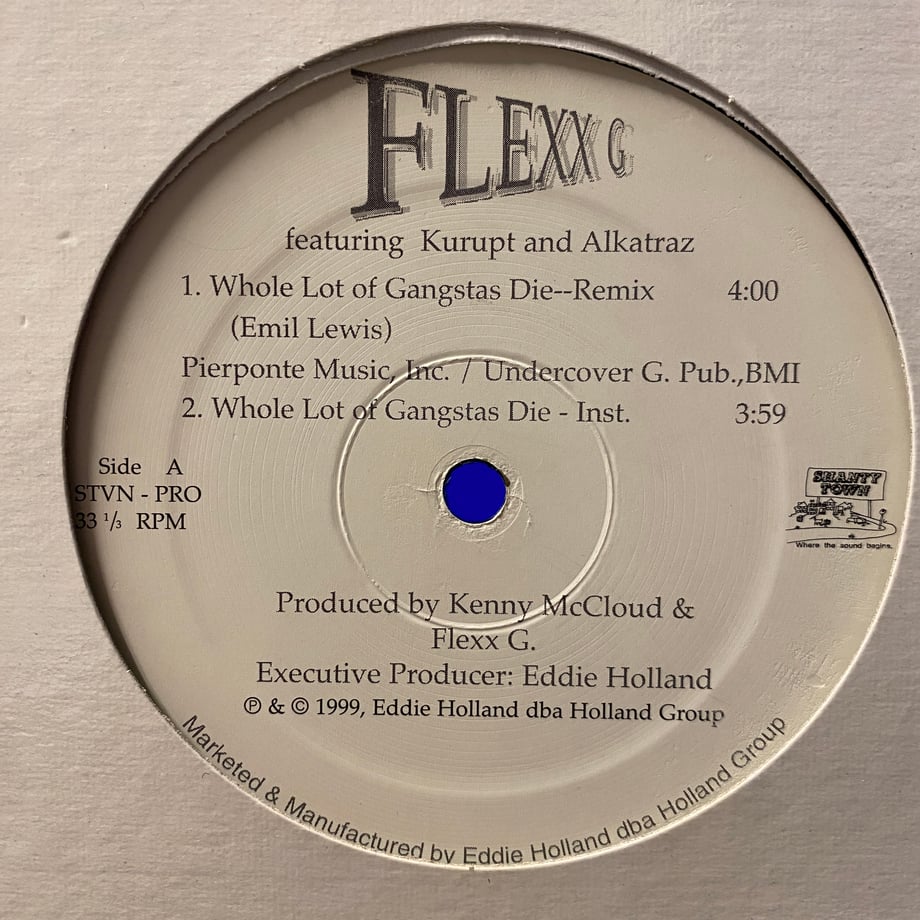 FLEXX G
featuring Kurupt and Alkatraz
1. Whole Lot of Gangstas Die--Remix 4:00
(Emil Lewis)
Pierponte Music, Inc. / Undercover G. Pub.,BMI
2. Whole Lot of Gangstas Die - Inst. 3:59
Side A
STVN - PRO
33 1/3 RPM
SHANTY
TOWN
Where the sound begins.
Produced by Kenny McCloud &
Flexx G.
Executive Producer: Eddie Holland
℗ & © 1999, Eddie Holland dba Holland Group
Marketed & Manufactured by Eddie Holland dba Holland Group